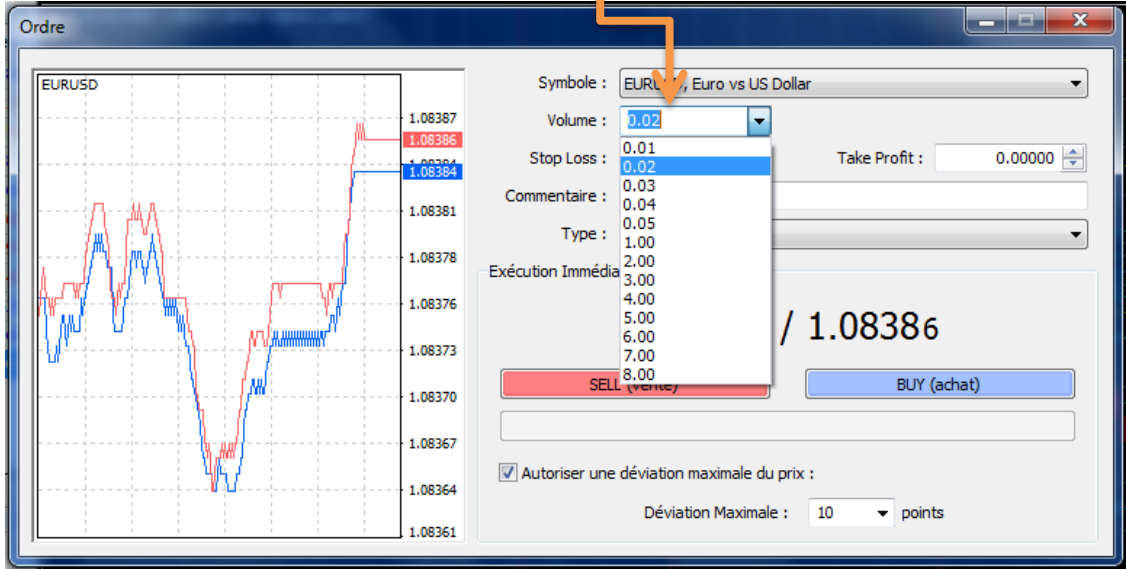 Ordre
EURUSD
1.08387
1.08386
1.08384
1.08381
1.08378
1.08376
1.08373
1.08370
1.08367
1.08364
1.08361
Symbole :
EURUSD, Euro vs US Dollar
Volume :
0.02
0.01
0.02
0.03
0.04
0.05
1.00
2.00
3.00
4.00
5.00
6.00
7.00
8.00
Stop Loss :
Take Profit :
0.00000
Commentaire :
Type :
Exécution Immédia
/ 1.08386
SELL (vente)
BUY (achat)
Autoriser une déviation maximale du prix :
Déviation Maximale :
10
points